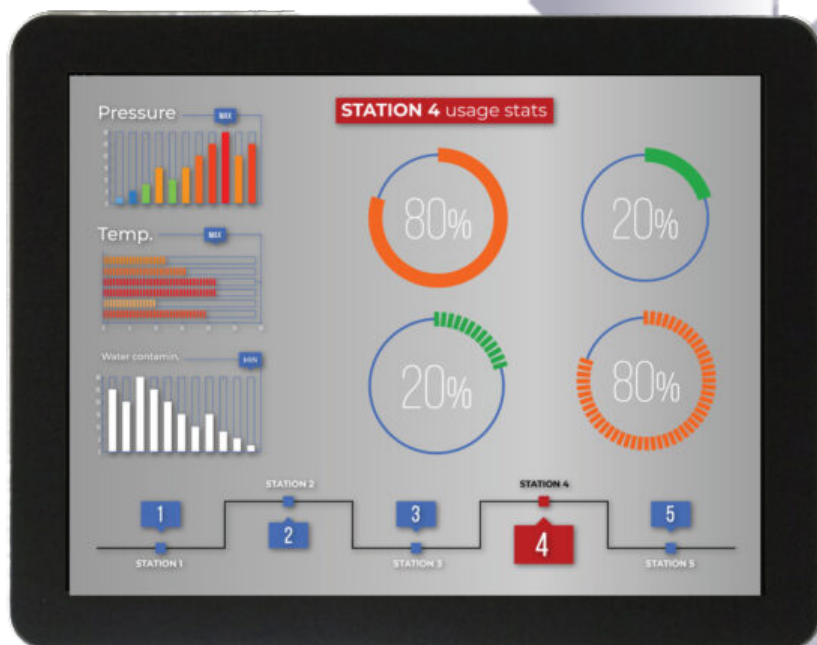 Pressure
MAX
Temp.
MAX
Water contamin.
MIN
STATION 4 usage stats
80%
20%
20%
80%
STATION 2
STATION 4
1
3
5
2
4
STATION 1
STATION 3
STATION 5